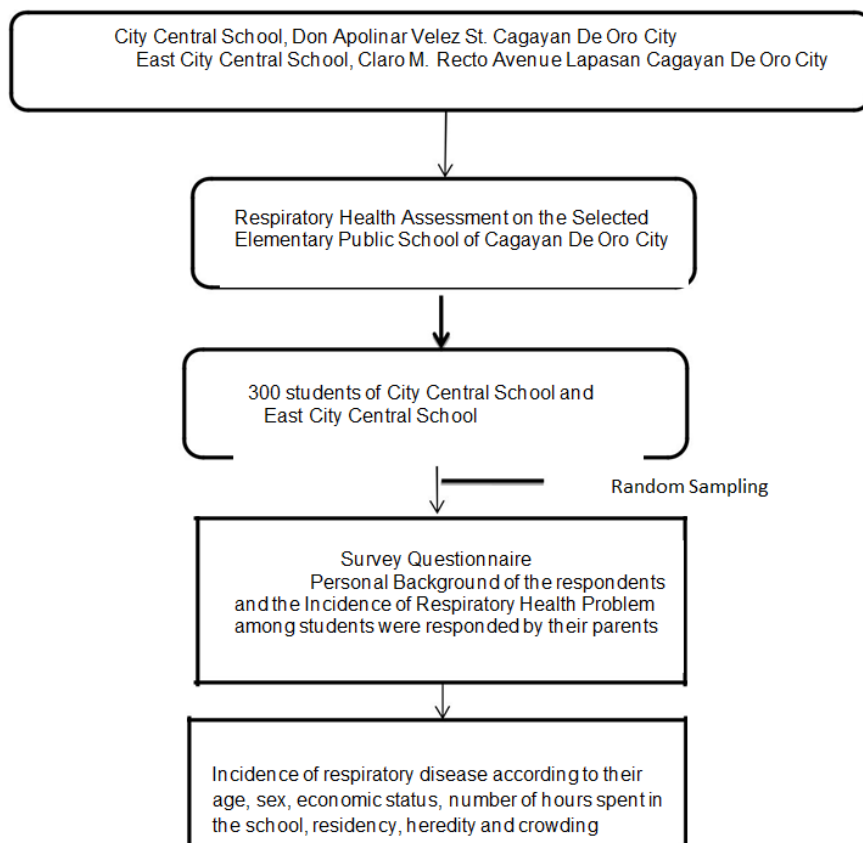 City Central School, Don Apolinar Velez St. Cagayan De Oro City
East City Central School, Claro M. Recto Avenue Lapasan Cagayan De Oro City
Respiratory Health Assessment on the Selected
Elementary Public School of Cagayan De Oro City
300 students of City Central School and
East City Central School
Random Sampling
Survey Questionnaire
Personal Background of the respondents
and the Incidence of Respiratory Health Problem
among students were responded by their parents
Incidence of respiratory disease according to their
age, sex, economic status, number of hours spent in
the school, residency, heredity and crowding